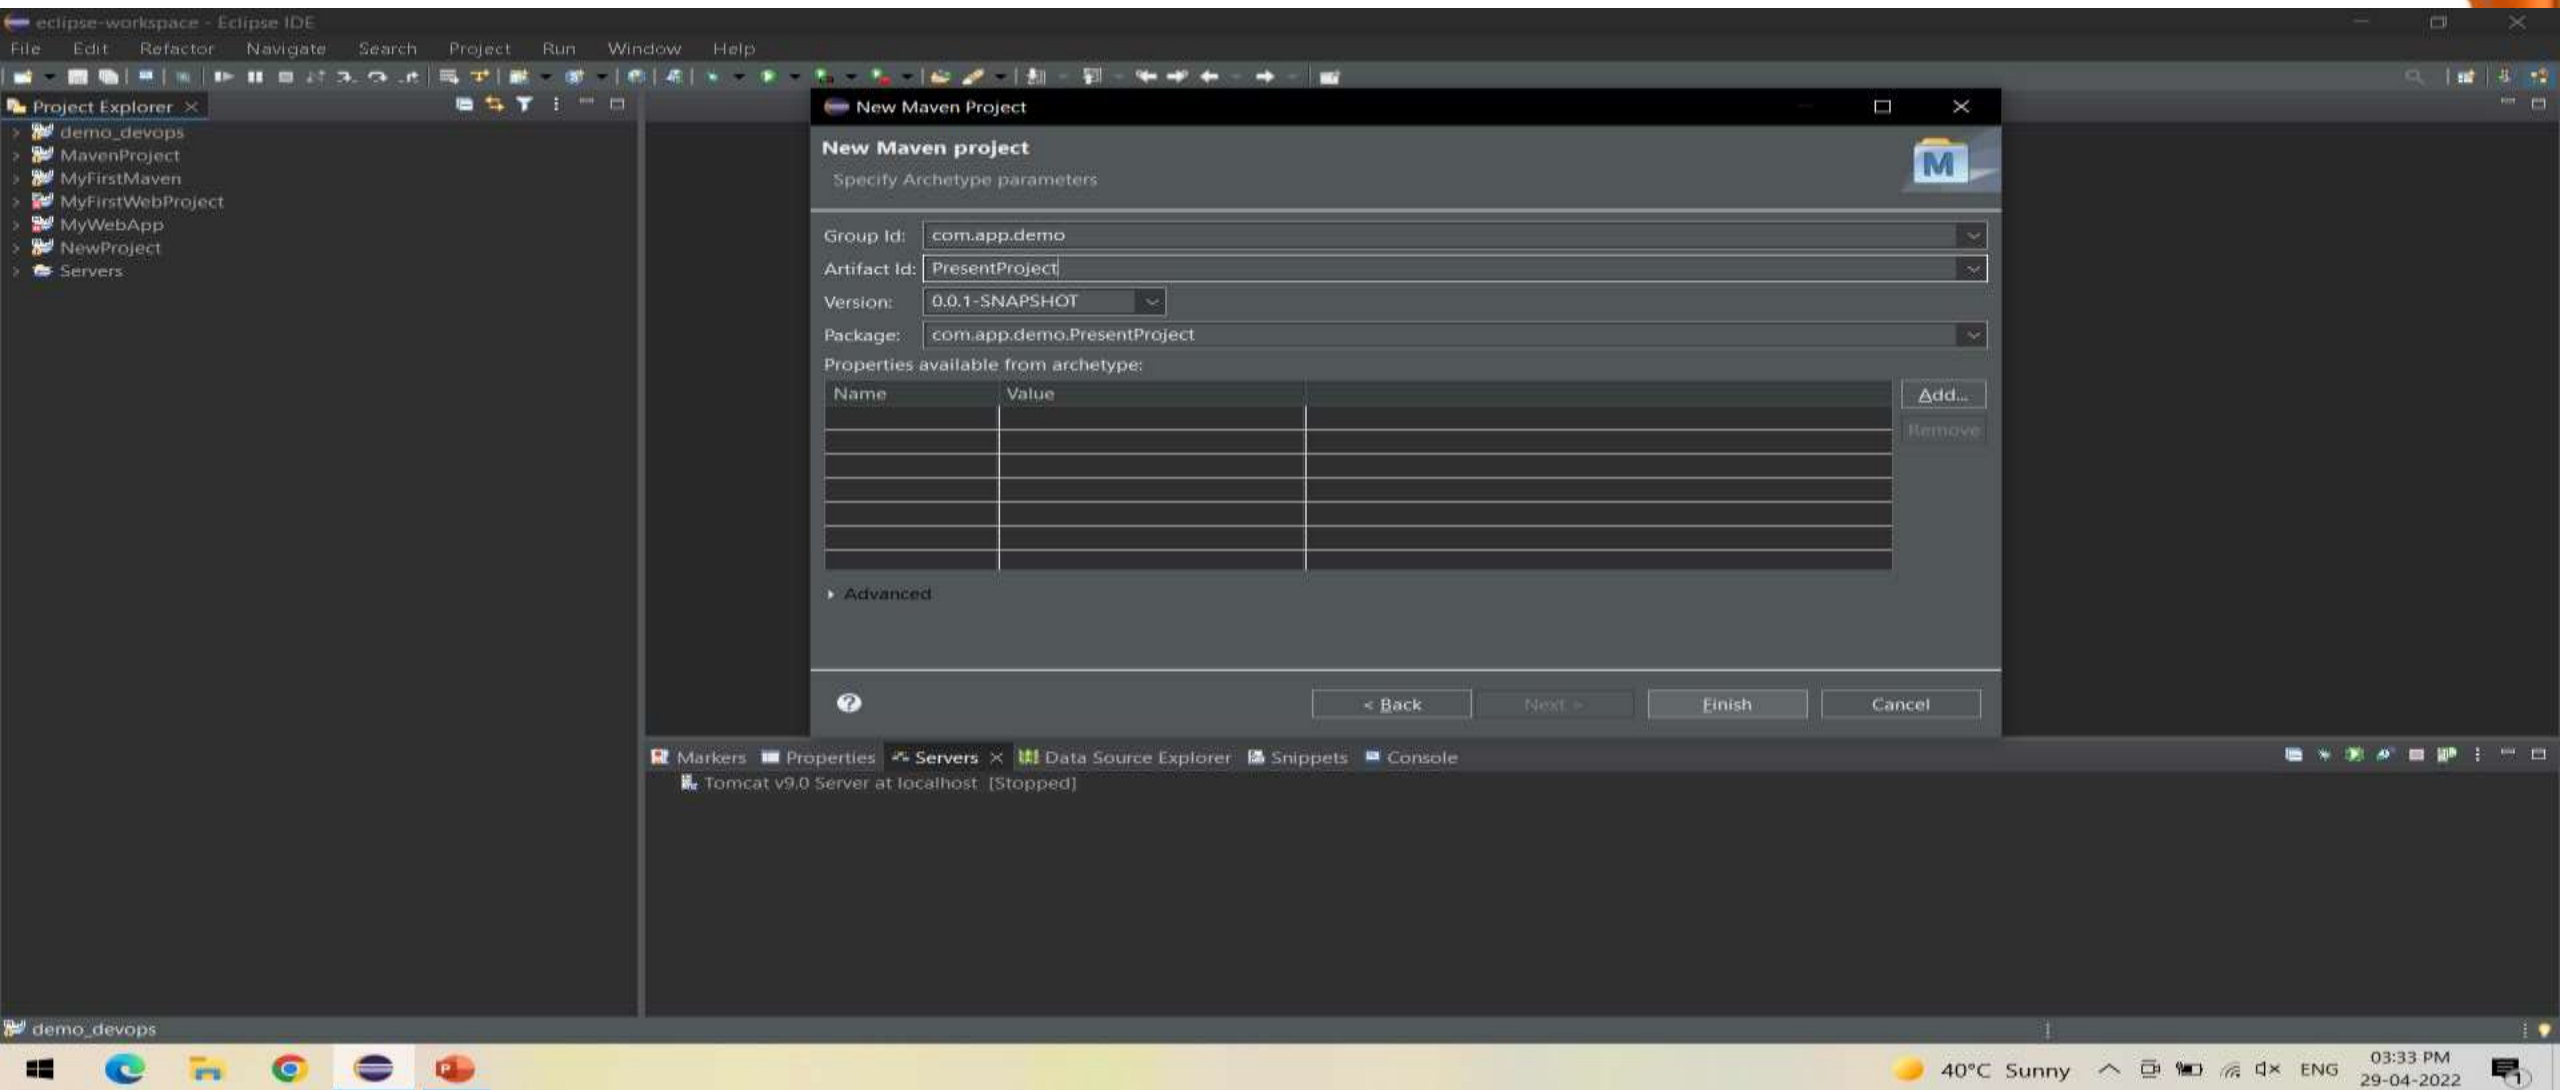 eclipse-workspace - Eclipse IDE
File Edit Refactor Navigate Search Project Run Window Help
Project Explorer
demo_devops
MavenProject
MyFirstMaven
MyFirstWebProject
MyWebApp
NewProject
Servers
New Maven Project
New Maven project
Specify Archetype parameters
M
Group Id: com.app.demo
Artifact Id: PresentProject
Version: 0.0.1-SNAPSHOT
Package: com.app.demo.PresentProject
Properties available from archetype:
Name Value
Add...
Remove
Advanced
< Back Next > Finish Cancel
Markers Properties Servers Data Source Explorer Snippets Console
Tomcat v9.0 Server at localhost [Stopped]
demo_devops
40°C Sunny ENG 03:33 PM
29-04-2022